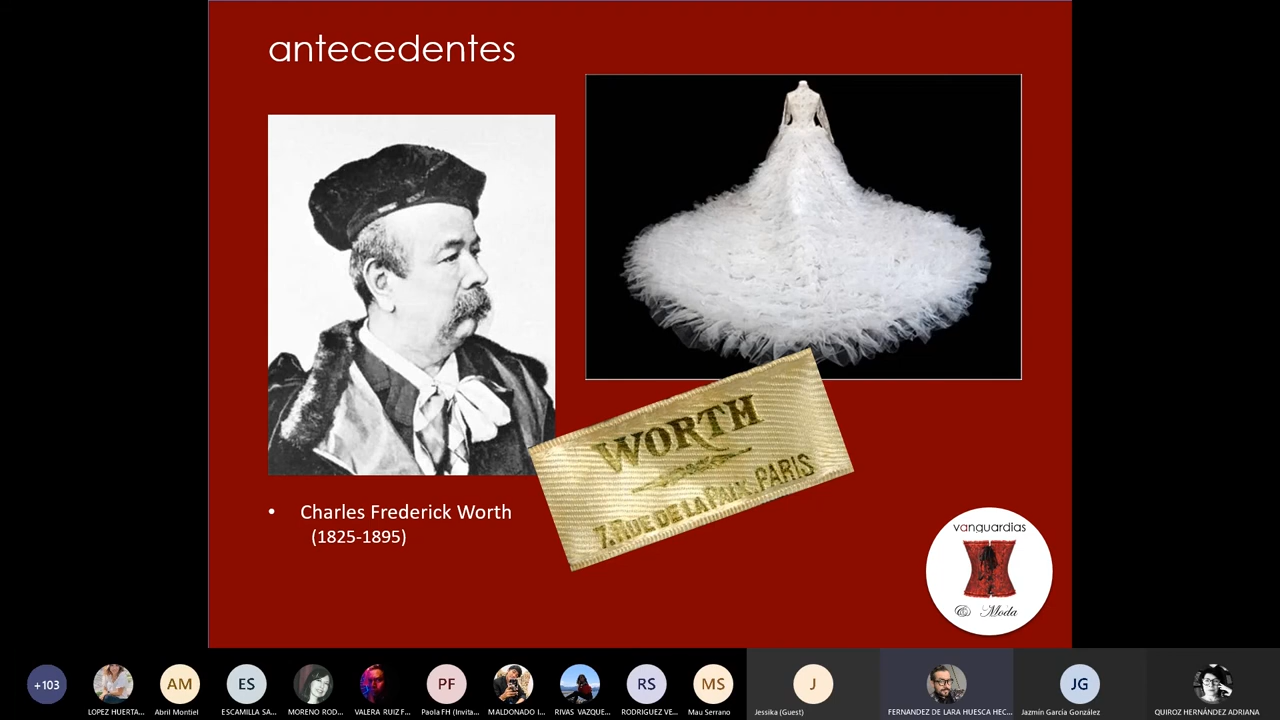 antecedentes
WORTH
7. RUE DE LA PAIX. PARIS
• Charles Frederick Worth
(1825-1895)
vanguardias
& Moda
+103
AM
ES
PF
RS
MS
J
JG
LOPEZ HUERTA...
Abril Montiel
ESCAMILLA SA...
MORENO ROD...
VALERA RUIZ F...
Paola FH (Invita...
MALDONADO I...
RIVAS VAZQUE...
RODRIGUEZ VE...
Mau Serrano
Jessika (Guest)
FERNANDEZ DE LARA HUESCA HEC...
Jazmín García González
QUIROZ HERNÁNDEZ ADRIANA